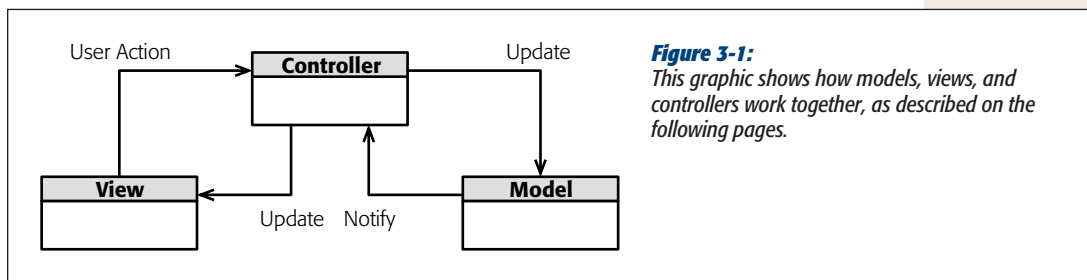 User Action
Controller
Update
View
Update
Notify
Model
Figure 3-1:
This graphic shows how models, views, and
controllers work together, as described on the
following pages.